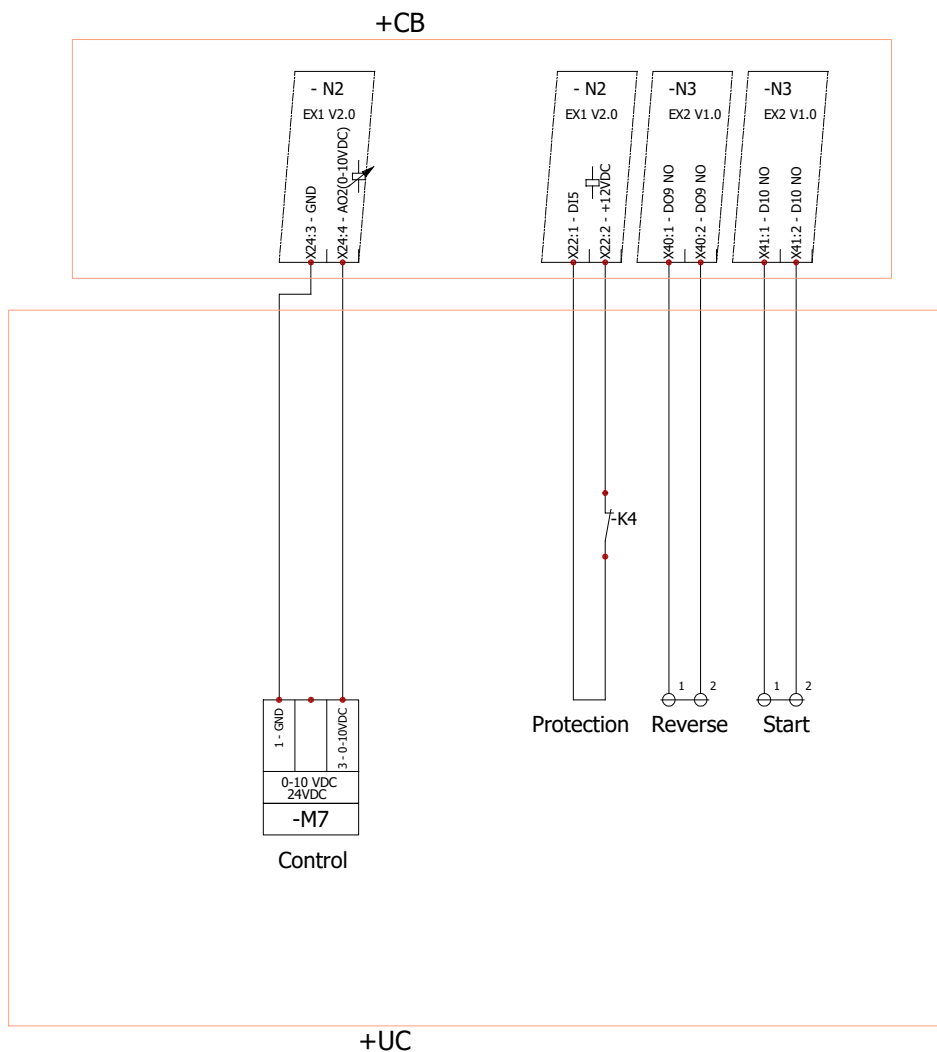 +CB
- N2
EX1 V2.0
X24:3 - GND
X24:4 - AO2(0-10VDC)
- N2
EX1 V2.0
X22:1 - DI5
X22:2 - +12VDC
-N3
EX2 V1.0
X40:1 - DO9 NO
X40:2 - DO9 NO
-N3
EX2 V1.0
X41:1 - D10 NO
X41:2 - D10 NO
-K4
1 - GND
3 - 0-10VDC
0-10 VDC
24VDC
-M7
Control
Protection
1 2
Reverse
1 2
Start
+UC